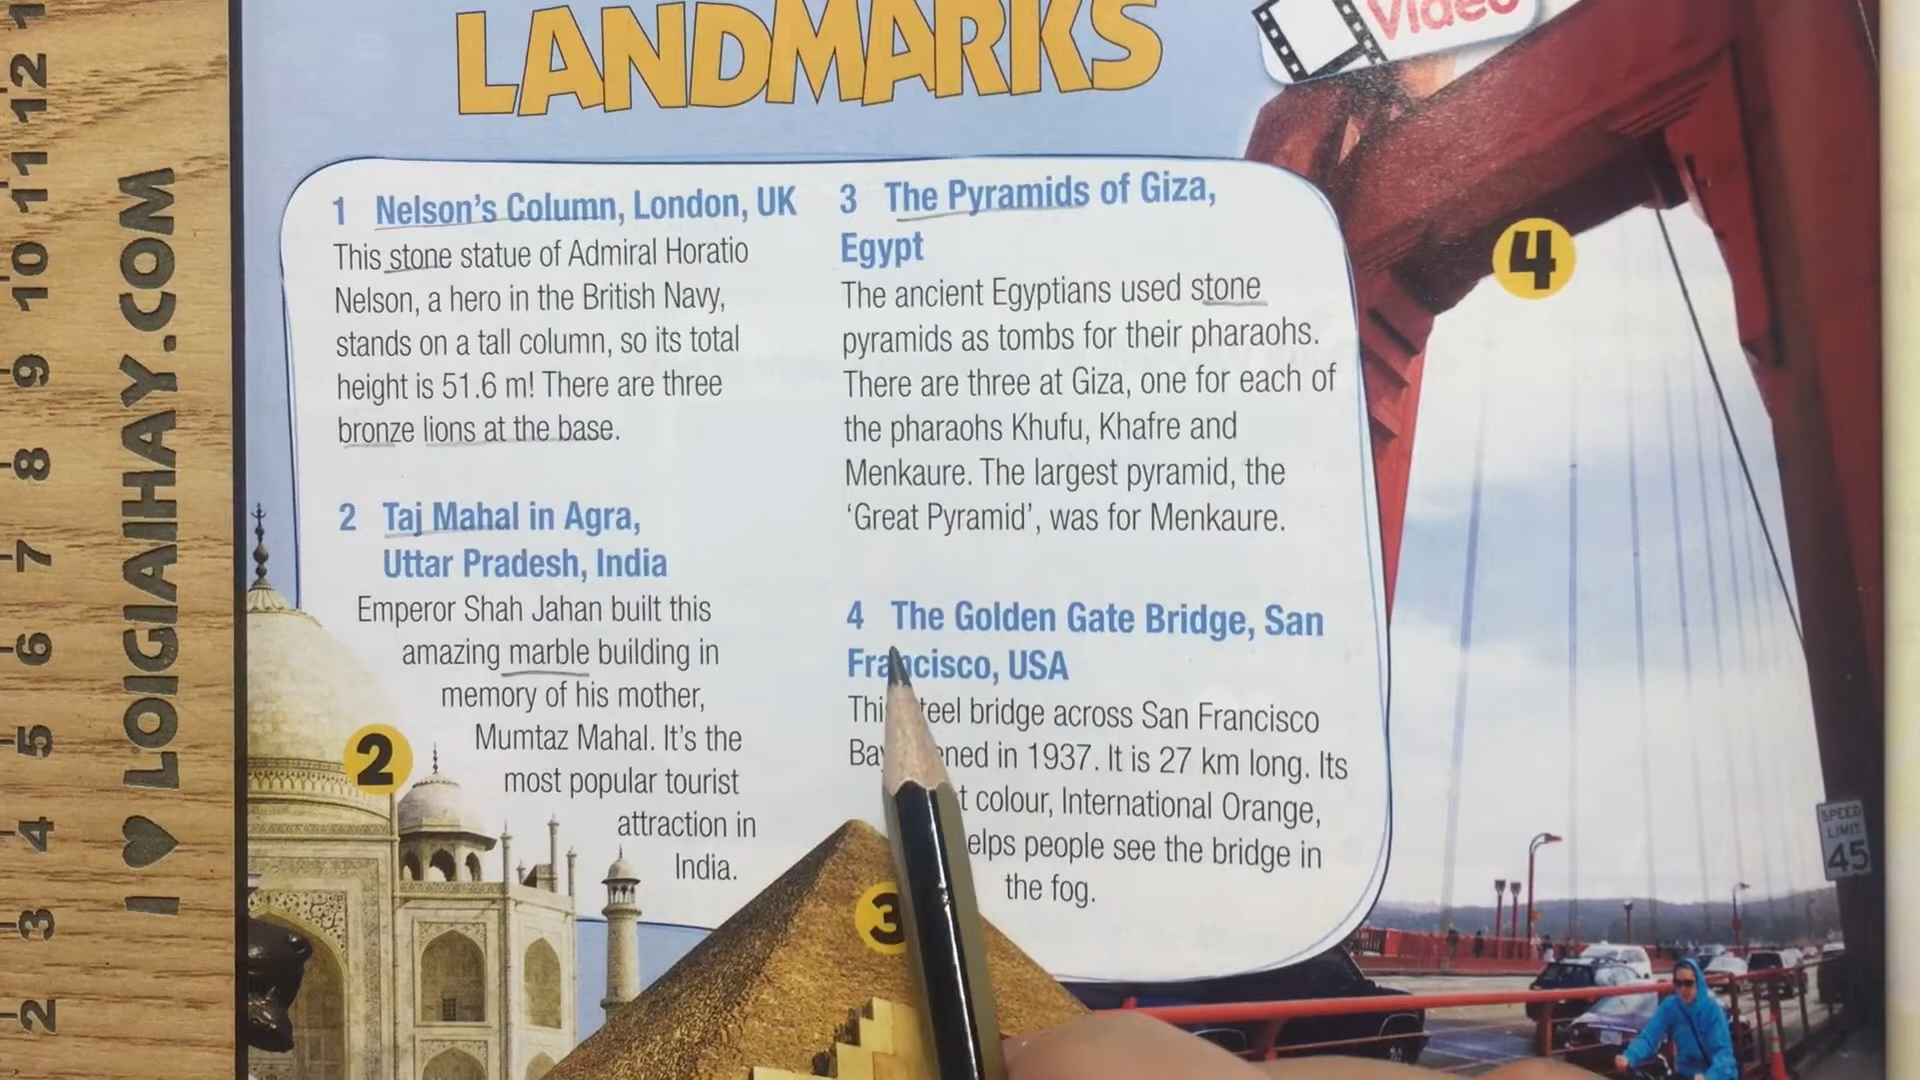 LANDMARKS
Video
1 Nelson's Column, London, UK
This stone statue of Admiral Horatio
Nelson, a hero in the British Navy,
stands on a tall column, so its total
height is 51.6 m! There are three
bronze lions at the base.
2 Taj Mahal in Agra,
Uttar Pradesh, India
Emperor Shah Jahan built this
amazing marble building in
memory of his mother,
Mumtaz Mahal. It's the
most popular tourist
attraction in
India.
3 The Pyramids of Giza,
Egypt
The ancient Egyptians used stone
pyramids as tombs for their pharaohs.
There are three at Giza, one for each of
the pharaohs Khufu, Khafre and
Menkaure. The largest pyramid, the
‘Great Pyramid’, was for Menkaure.
4 The Golden Gate Bridge, San
Francisco, USA
bridge across San Francisco
in 1937. It is 27 km long. Its
colour, International Orange,
people see the bridge in
the fog.
2
3
4
SPEED
LIMIT
45
I ♥ LOIGIAIHAY.COM
12
11
10
9
8
7
6
5
4
3
2